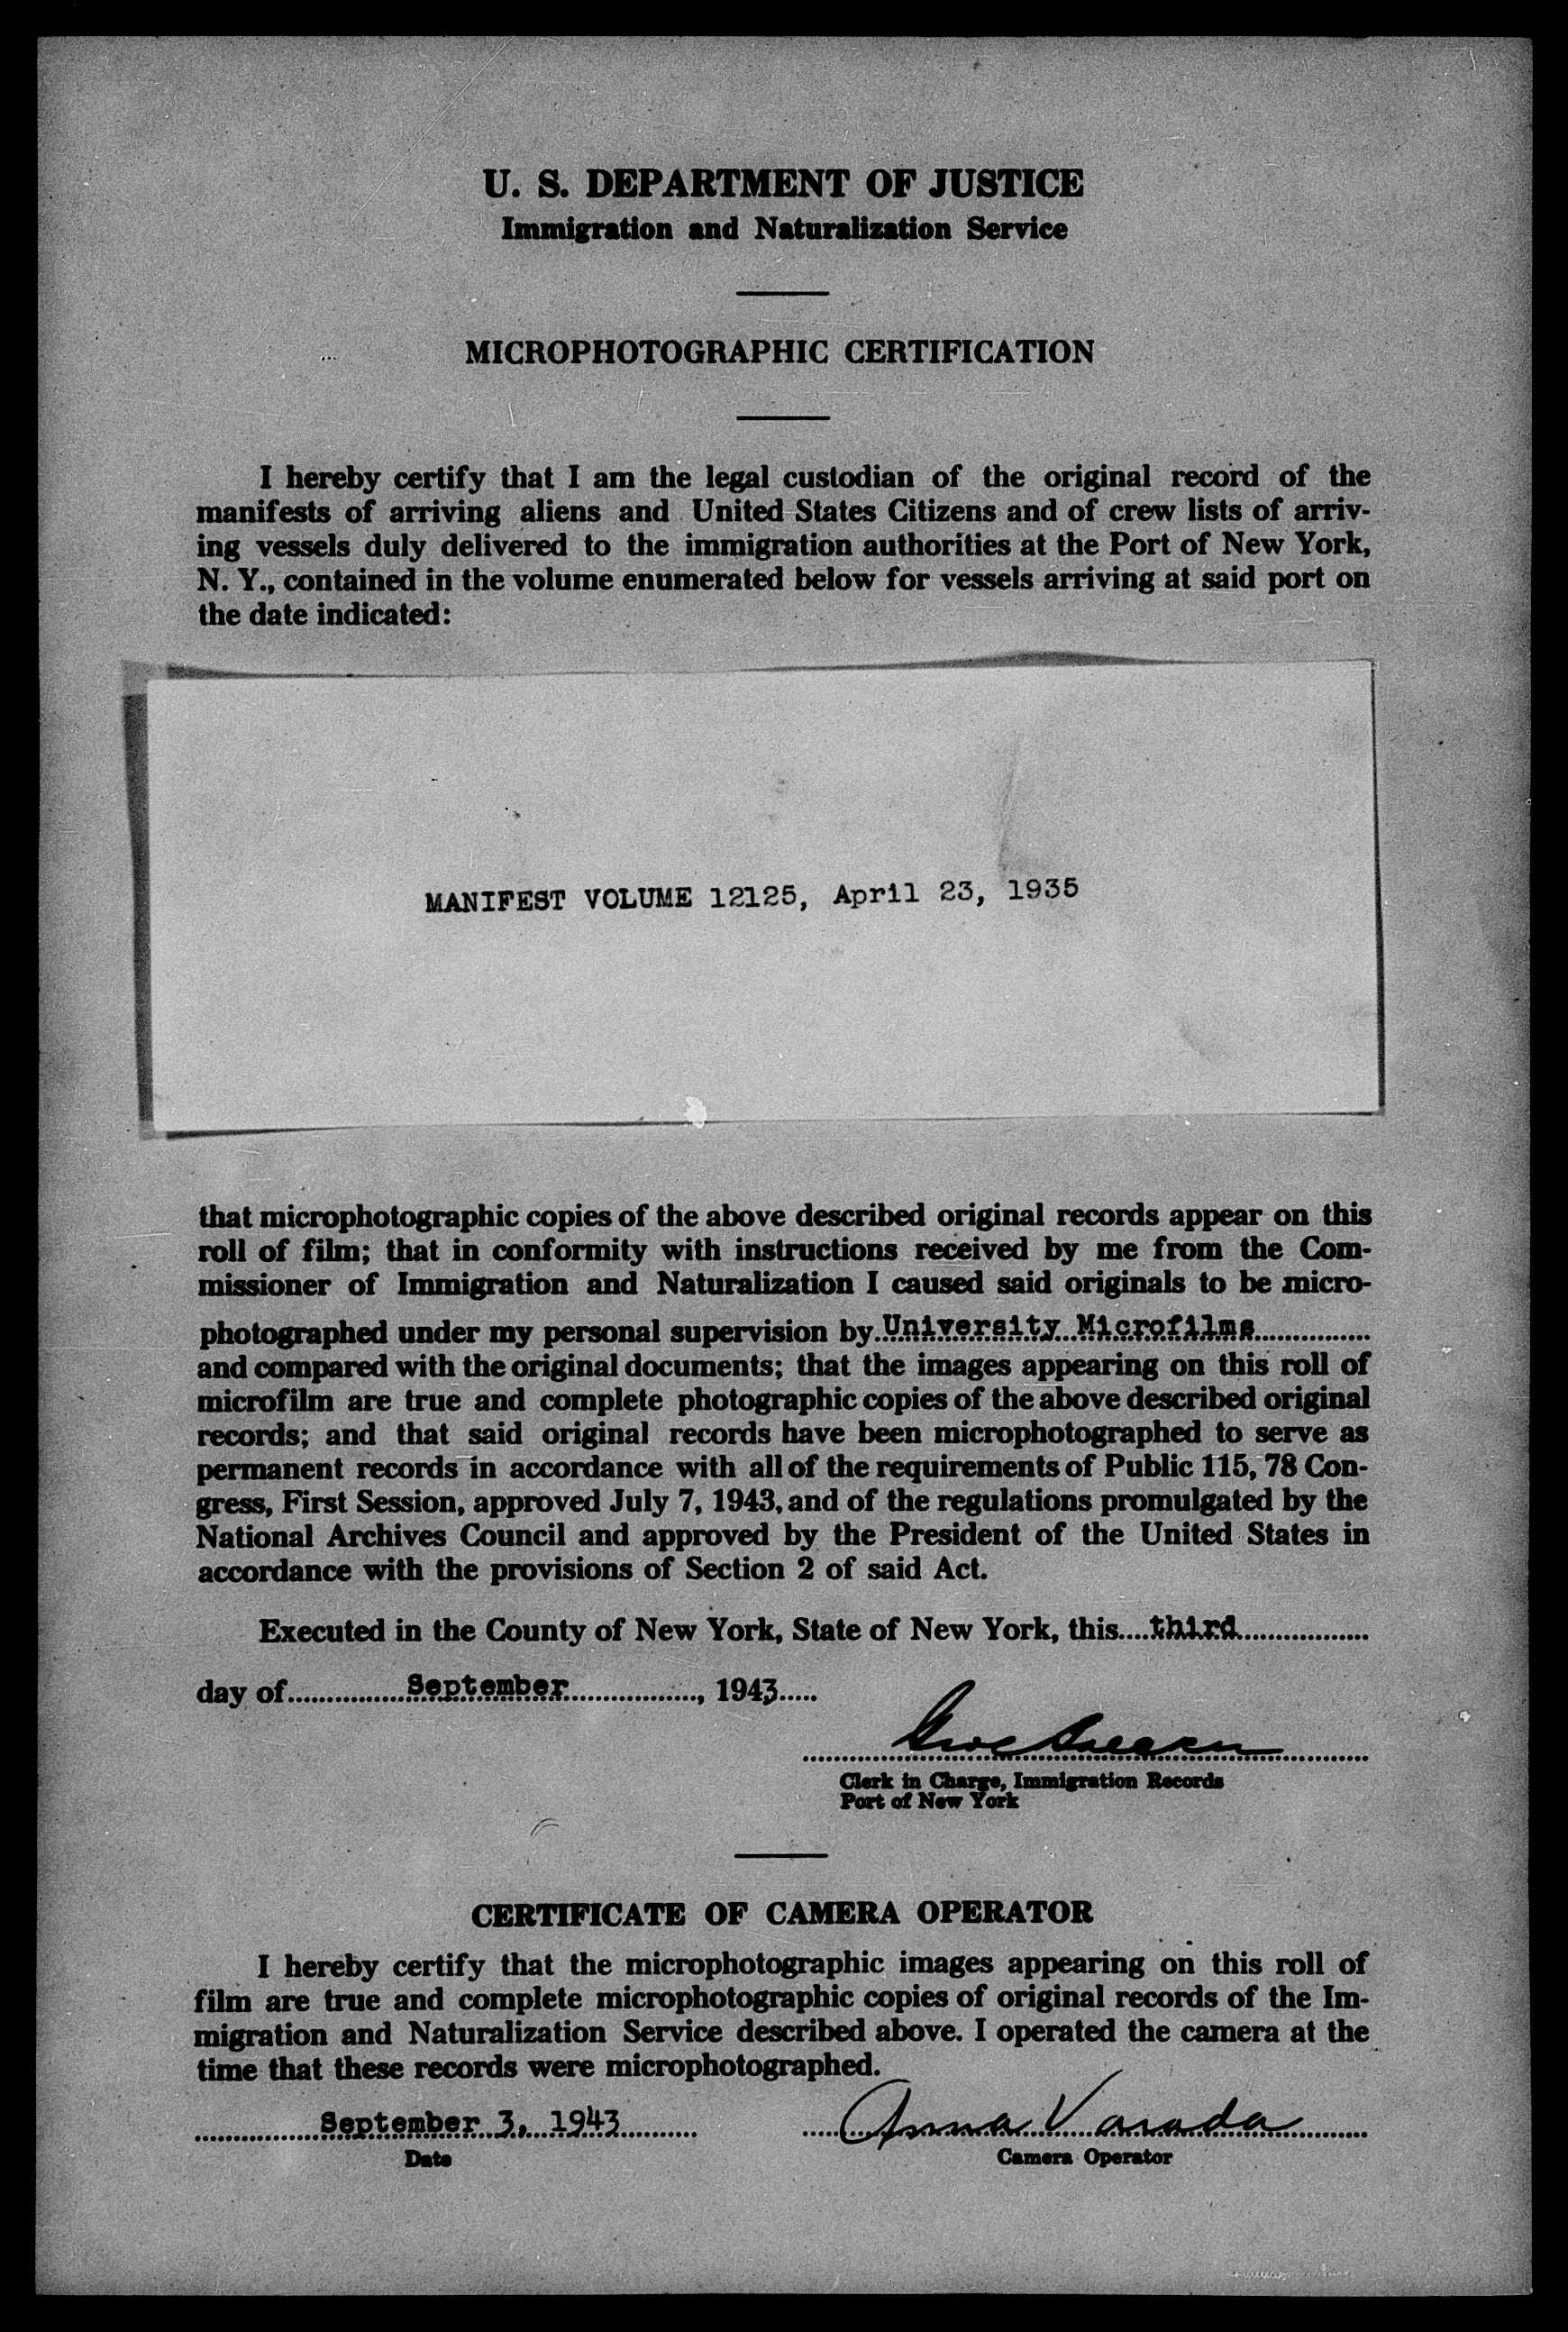 U. S. DEPARTMENT OF JUSTICE
Immigration and Naturalization Service
MICROPHOTOGRAPHIC CERTIFICATION
I hereby certify that I am the legal custodian of the original record of the
manifests of arriving aliens and United States Citizens and of crew lists of arriv-
ing vessels duly delivered to the immigration authorities at the Port of New York,
N. Y., contained in the volume enumerated below for vessels arriving at said port on
the date indicated:
MANIFEST VOLUME 12125, April 23, 1935
that microphotographic copies of the above described original records appear on this
roll of film; that in conformity with instructions received by me from the Com-
missioner of Immigration and Naturalization I caused said originals to be micro-
photographed under my personal supervision by University Microfilms
and compared with the original documents; that the images appearing on this roll of
microfilm are true and complete photographic copies of the above described original
records; and that said original records have been microphotographed to serve as
permanent records in accordance with all of the requirements of Public 115, 78 Con-
gress, First Session, approved July 7, 1943, and of the regulations promulgated by the
National Archives Council and approved by the President of the United States in
accordance with the provisions of Section 2 of said Act.
Executed in the County of New York, State of New York, this....third
day of September, 1943
Clerk in Charge, Immigration Records
Port of New York
CERTIFICATE OF CAMERA OPERATOR
I hereby certify that the microphotographic images appearing on this roll of
film are true and complete microphotographic copies of original records of the Im-
migration and Naturalization Service described above. I operated the camera at the
time that these records were microphotographed.
September 3, 1943 Anna Varada
Date Camera Operator